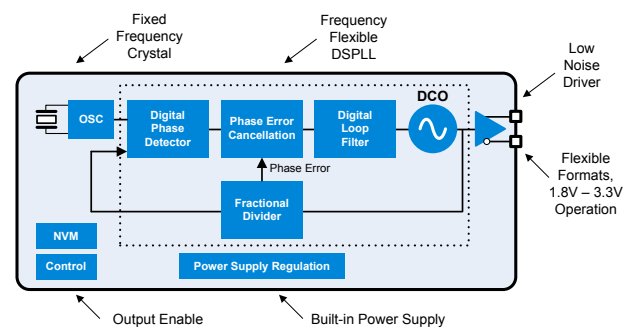 Fixed
Frequency
Crystal
Frequency
Flexible
DSPLL
Low
Noise
Driver
OSC
Digital
Phase
Detector
Phase Error
Cancellation
Digital
Loop
Filter
DCO
Phase Error
Fractional
Divider
Flexible
Formats,
1.8V – 3.3V
Operation
NVM
Control
Power Supply Regulation
Output Enable
Built-in Power Supply